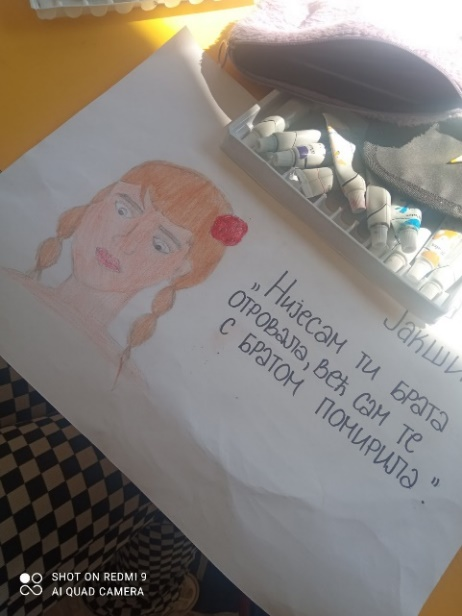 Јакши
„Нијесам ти брата
отровала, већ сам те
с братом помирила."
SHOT ON REDMI 9
AI QUAD CAMERA